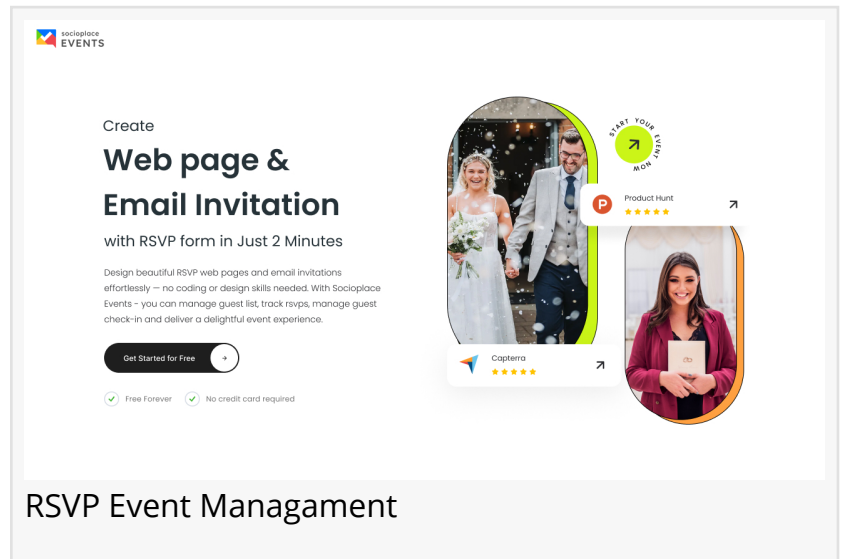 socioplace
EVENTS
Create
Web page &
Email Invitation
with RSVP form in Just 2 Minutes
Design beautiful RSVP web pages and email invitations
effortlessly — no coding or design skills needed. With Socioplace
Events - you can manage guest list, track rsvps, manage guest
check-in and deliver a delightful event experience.
Get Started for Free
Free Forever
No credit card required
START YOUR EVENT NOW
P
Product Hunt
Capterra
RSVP Event Managament